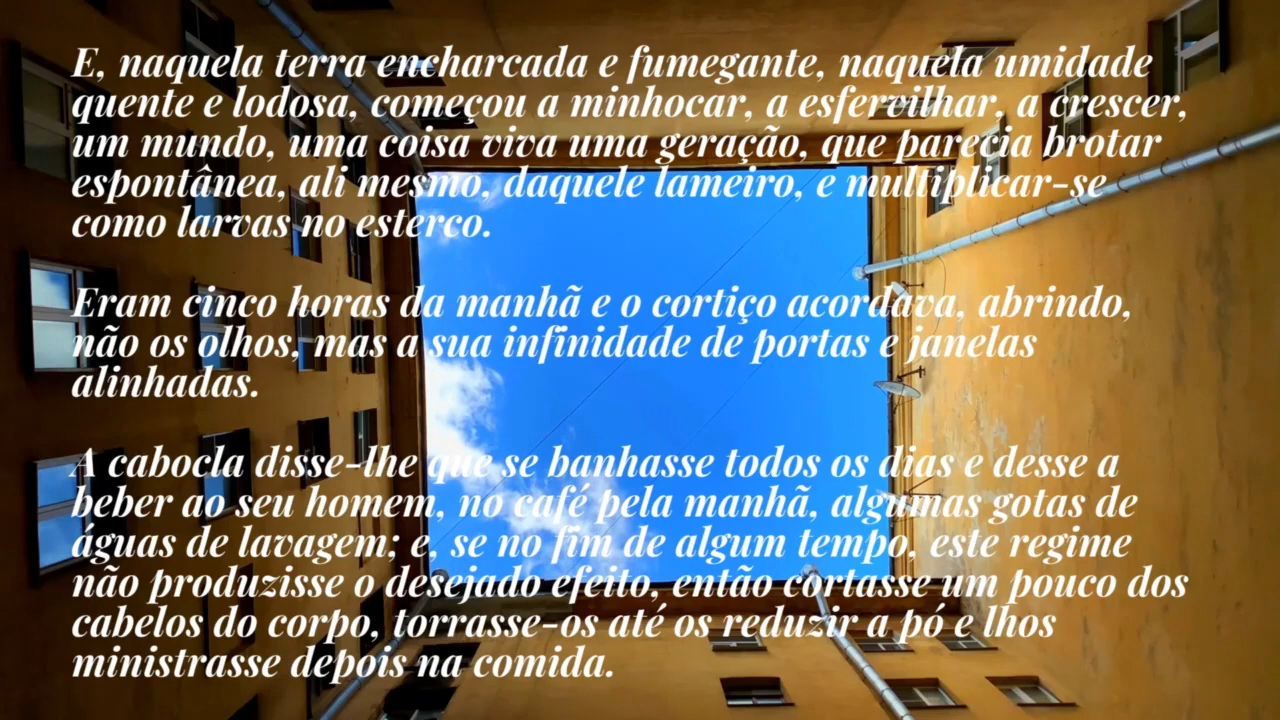 E, naquela terra encharcada e fumegante, naquela umidade
quente e lodosa, começou a minhocar, a esfervilhar, a crescer,
um mundo, uma coisa viva uma geração, que parecia brotar
espontânea, ali mesmo, daquele lameiro, e multiplicar-se
como larvas no esterco.
Eram cinco horas da manhã e o cortiço acordava, abrindo,
não os olhos, mas a sua infinidade de portas e janelas
alinhadas.
A cabocla disse-lhe que se banhasse todos os dias e desse a
beber ao seu homem, no café pela manhã, algumas gotas de
águas de lavagem; e, se no fim de algum tempo, este regime
não produzisse o desejado efeito, então cortasse um pouco dos
cabelos do corpo, torrasse-os até os reduzir a pó e lhos
ministrasse depois na comida.